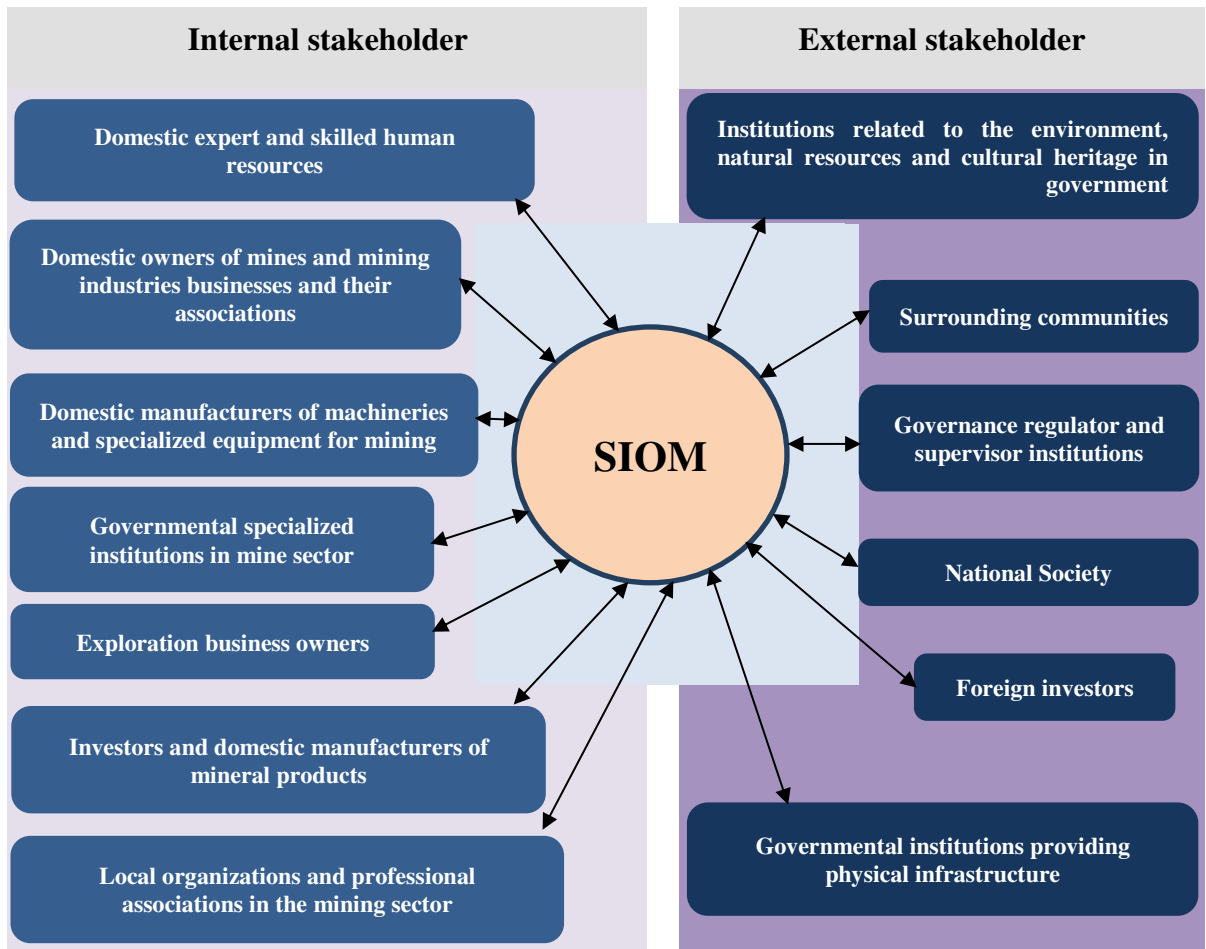 Internal stakeholder
Domestic expert and skilled human
resources
Domestic owners of mines and mining
industries businesses and their
associations
Domestic manufacturers of machineries
and specialized equipment for mining
Governmental specialized
institutions in mine sector
Exploration business owners
Investors and domestic manufacturers of
mineral products
Local organizations and professional
associations in the mining sector
SIOM
External stakeholder
Institutions related to the environment,
natural resources and cultural heritage in
government
Surrounding communities
Governance regulator and
supervisor institutions
National Society
Foreign investors
Governmental institutions providing
physical infrastructure